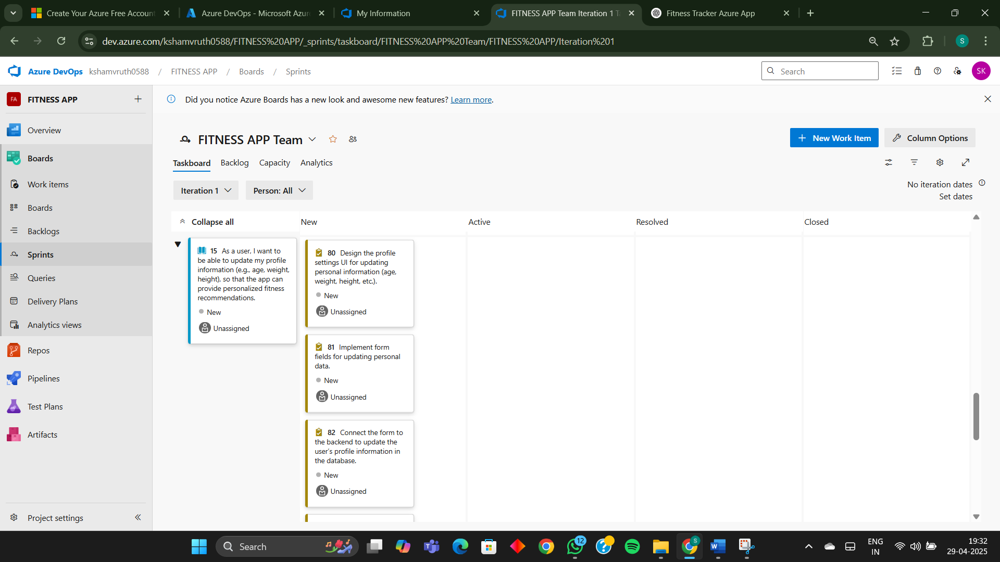 Create Your Azure Free Account
Azure DevOps - Microsoft Azur
My Information
FITNESS APP Team Iteration 1 T
Fitness Tracker Azure App
dev.azure.com/kshamvruth0588/FITNESS%20APP/_sprints/taskboard/FITNESS%20APP%20Team/FITNESS%20APP/Iteration%201
S
Azure DevOps kshamvruth0588 / FITNESS APP / Boards / Sprints
Search
SK
FA FITNESS APP
Did you notice Azure Boards has a new look and awesome new features? Learn more.
Overview
Boards
Work items
Boards
Backlogs
Sprints
Queries
Delivery Plans
Analytics views
Repos
Pipelines
Test Plans
Artifacts
Project settings
FITNESS APP Team
New Work Item
Column Options
Taskboard Backlog Capacity Analytics
Iteration 1
Person: All
No iteration dates
Set dates
Collapse all
New
Active
Resolved
Closed
15 As a user, I want to
be able to update my profile
information (e.g., age, weight,
height), so that the app can
provide personalized fitness
recommendations.
New
Unassigned
80 Design the profile
settings UI for updating
personal information (age,
weight, height, etc.).
New
Unassigned
81 Implement form
fields for updating personal
data.
New
Unassigned
82 Connect the form to
the backend to update the
user's profile information in
the database.
New
Unassigned
Search
12
S
ENG
IN
19:32
29-04-2025